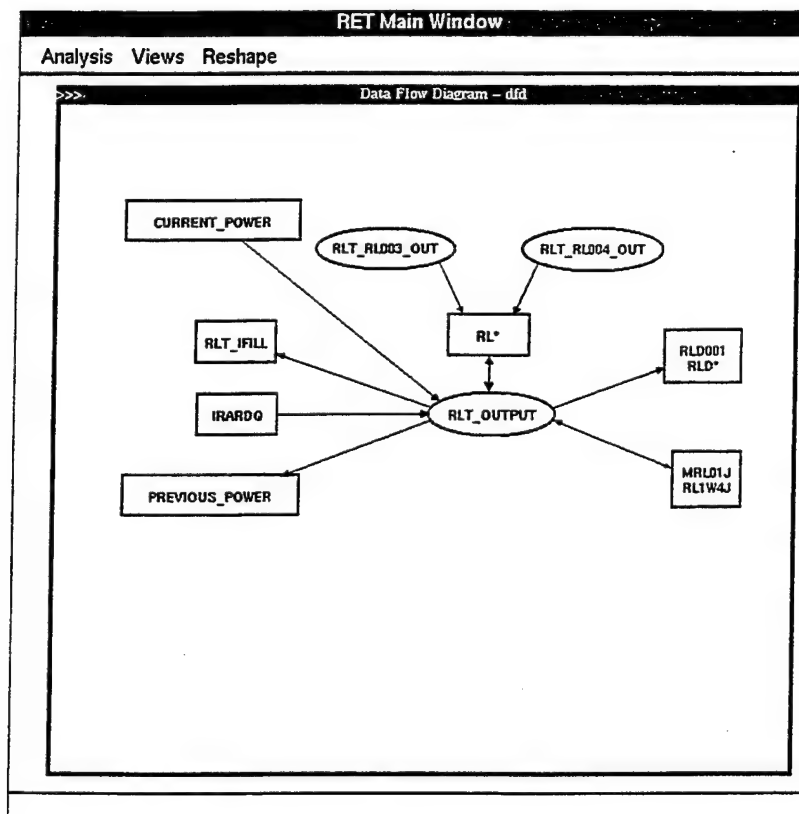 RET Main Window
Analysis Views Reshape
>>>
Data Flow Diagram – dfd
CURRENT_POWER
RLT_RL003_OUT
RLT_RL004_OUT
RL*
RLT_IFILL
RLD001
RLD*
IRARDQ
RLT_OUTPUT
MRL01J
RL1W4J
PREVIOUS_POWER